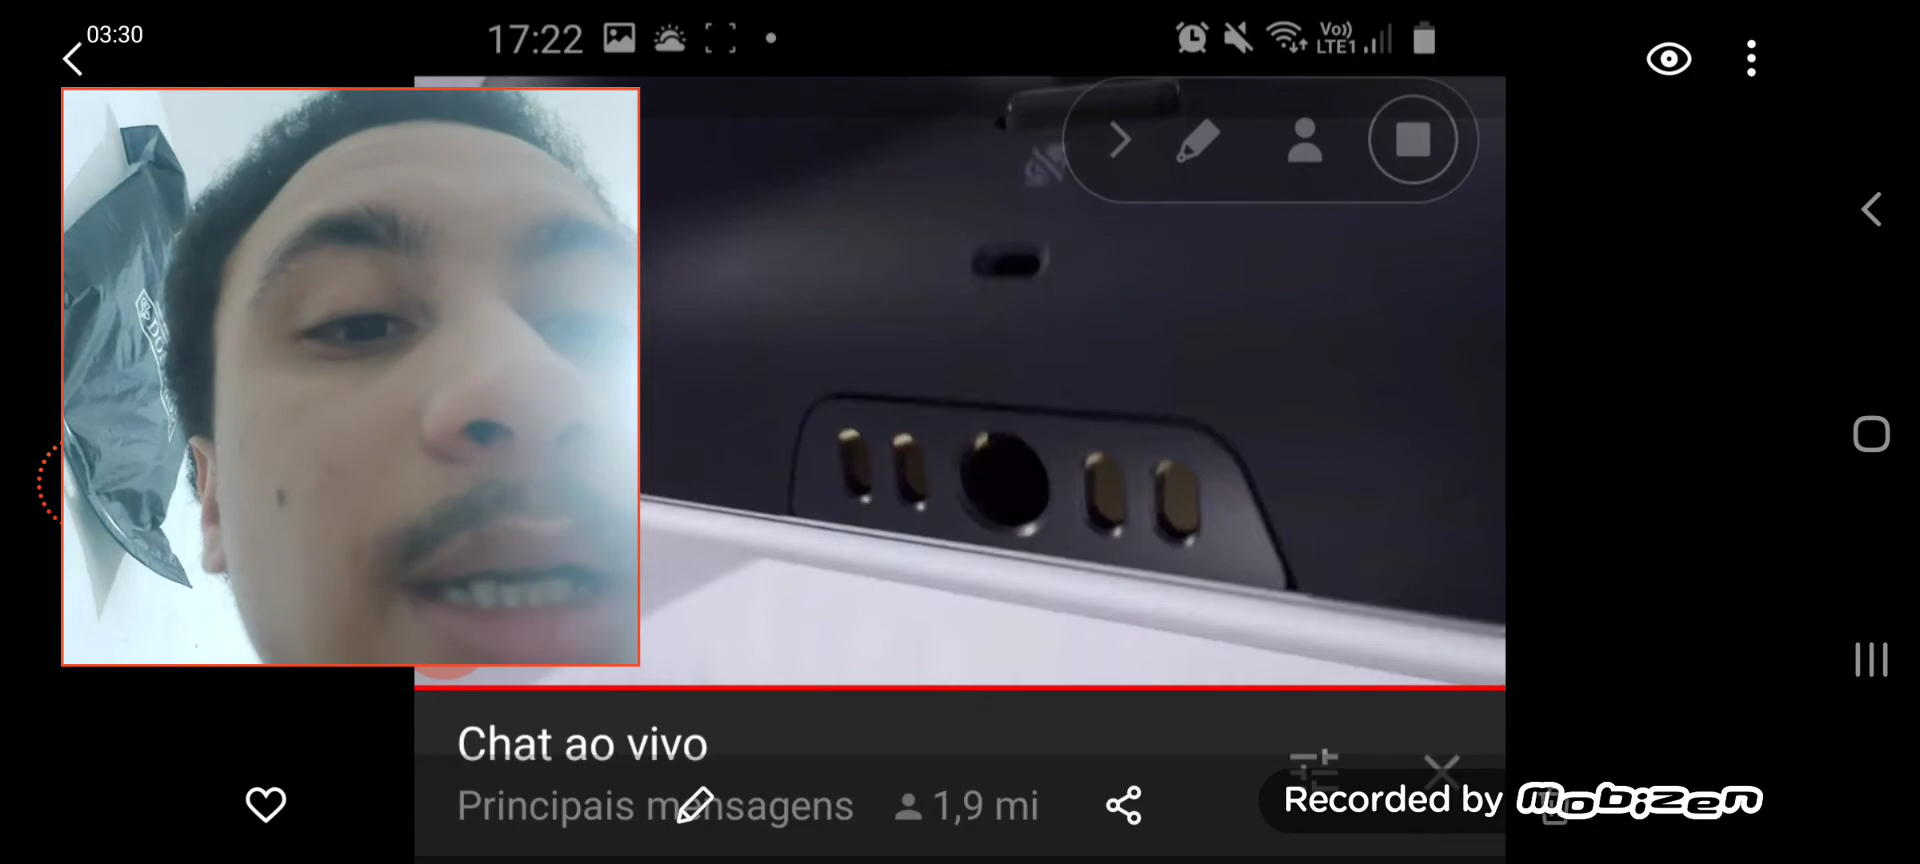 03:30
17:22
Vo))
LTE1
Chat ao vivo
Principais mensagens 1,9 mi
Recorded by Mobizen